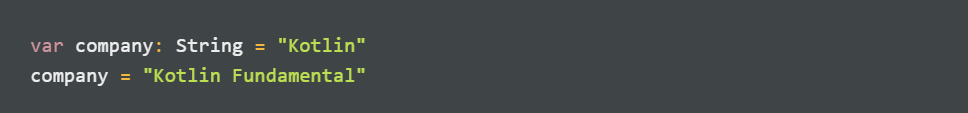 var company: String = "Kotlin"
company = "Kotlin Fundamental"